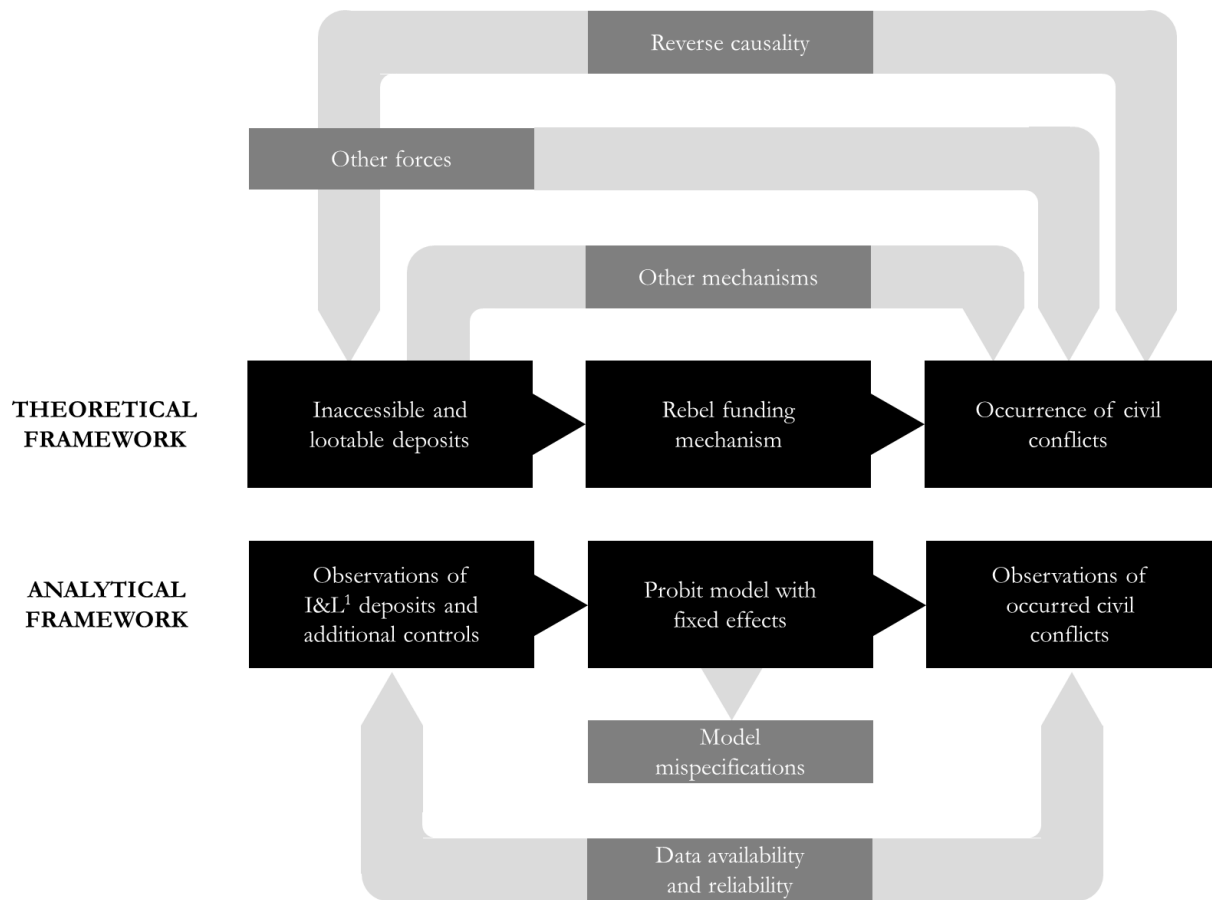 Reverse causality
Other forces
Other mechanisms
THEORETICAL
FRAMEWORK
Inaccessible and
lootable deposits
Rebel funding
mechanism
Occurrence of civil
conflicts
ANALYTICAL
FRAMEWORK
Observations of
I&L¹ deposits and
additional controls
Probit model with
fixed effects
Observations of
occurred civil
conflicts
Model
mispecifications
Data availability
and reliability